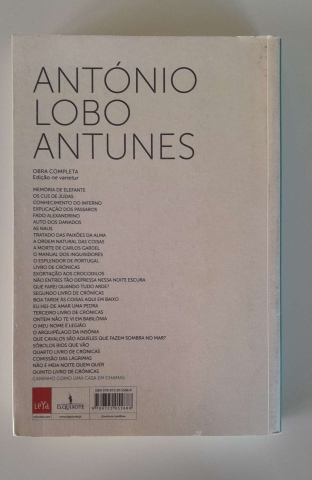 ANTÓNIO
LOBO
ANTUNES
OBRA COMPLETA
Edição ne varietur
MEMÓRIA DE ELEFANTE
OS CUS DE JUDAS
CONHECIMENTO DO INFERNO
EXPLICAÇÃO DOS PÁSSAROS
FADO ALEXANDRINO
AUTO DOS DANADOS
AS NAUS
TRATADO DAS PAIXÕES DA ALMA
A ORDEM NATURAL DAS COISAS
A MORTE DE CARLOS GARDEL
O MANUAL DOS INQUISIDORES
O ESPLENDOR DE PORTUGAL
LIVRO DE CRÓNICAS
EXORTAÇÃO AOS CROCODILOS
NÃO ENTRES TÃO DEPRESSA NESSA NOITE ESCURA
QUE FAREI QUANDO TUDO ARDE?
SEGUNDO LIVRO DE CRÓNICAS
BOA TARDE ÀS COISAS AQUI EM BAIXO
EU HEI-DE AMAR UMA PEDRA
TERCEIRO LIVRO DE CRÓNICAS
ONTEM NÃO TE VI EM BABILÓNIA
O MEU NOME É LEGIÃO
O ARQUIPÉLAGO DA INSÓNIA
QUE CAVALOS SÃO AQUELES QUE FAZEM SOMBRA NO MAR?
SÔBOLOS RIOS QUE VÃO
QUARTO LIVRO DE CRÓNICAS
COMISSÃO DAS LÁGRIMAS
NÃO É MEIA NOITE QUEM QUER
QUINTO LIVRO DE CRÓNICAS
CAMINHO COMO UMA CASA EM CHAMAS
LeYa
D. QUIXOTE